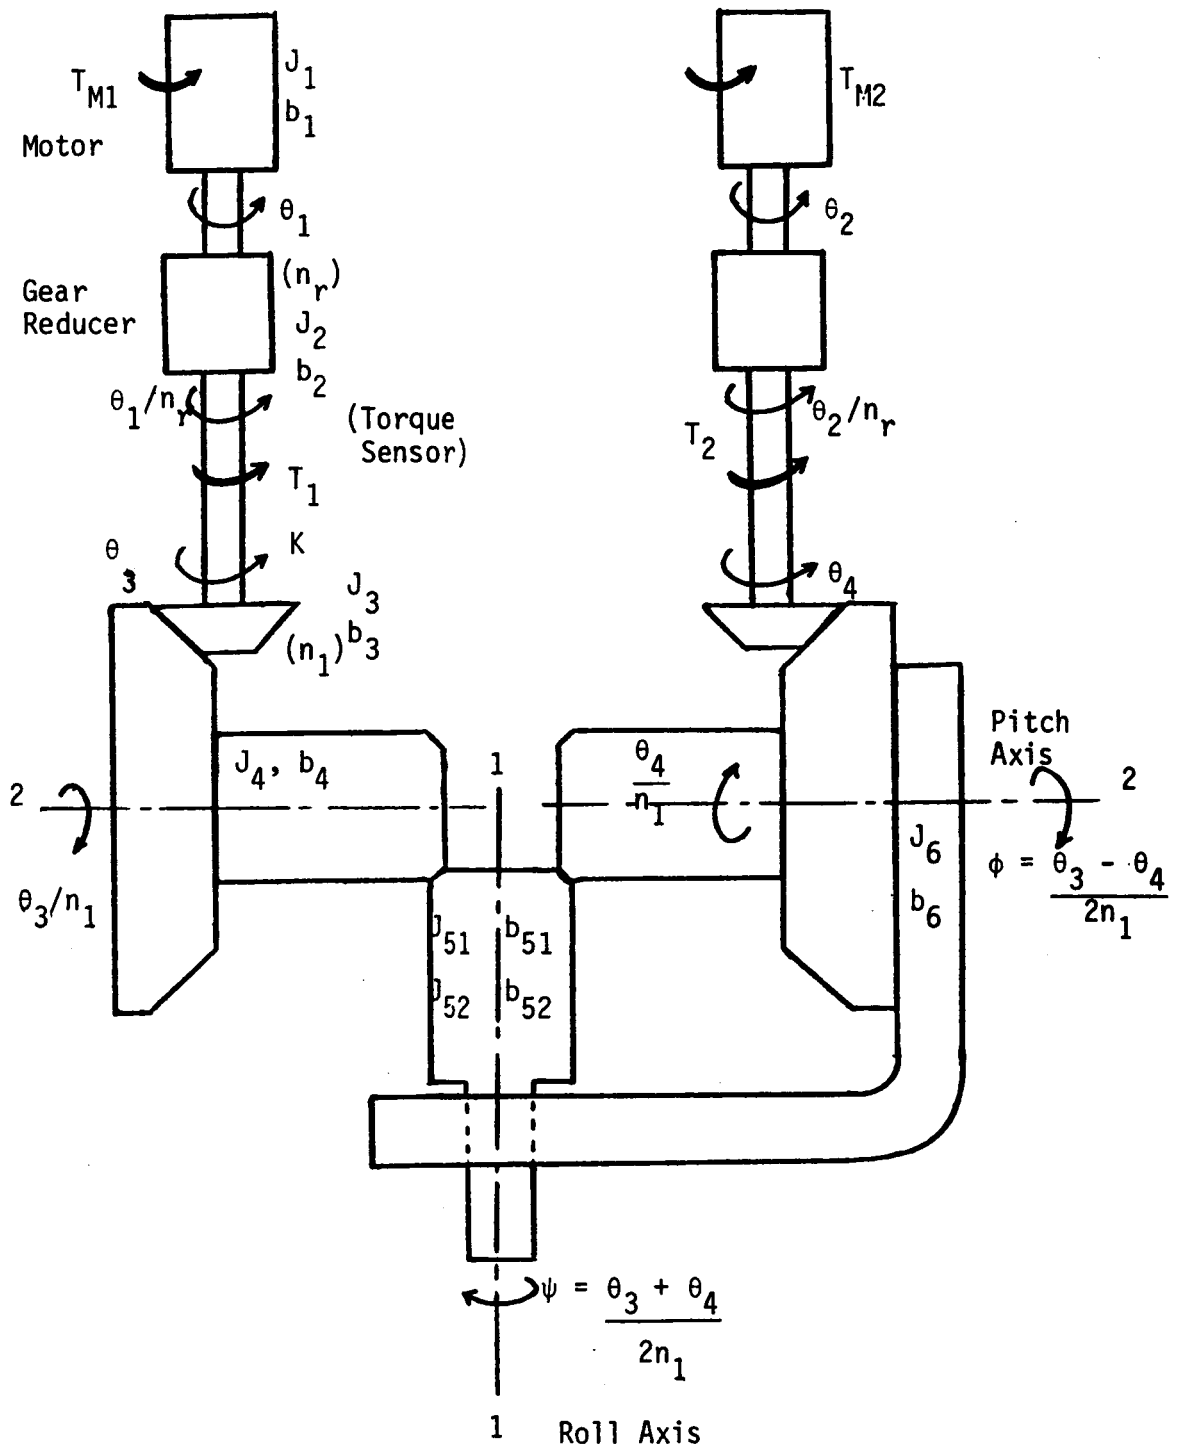 T_M1
J_1
b_1
Motor
T_M2
θ_1
θ_2
(n_r)
Gear
Reducer
J_2
b_2
θ_1/n_r
(Torque
Sensor)
θ_2/n_r
T_2
T_1
K
θ_3
J_3
(n_1) b_3
θ_4
Pitch
Axis
J_4, b_4
1
θ_4
n_1
2
2
J_6
b_6
φ = θ_3 - θ_4
2n_1
θ_3/n_1
J_51 b_51
J_52 b_52
ψ = θ_3 + θ_4
2n_1
1
Roll Axis